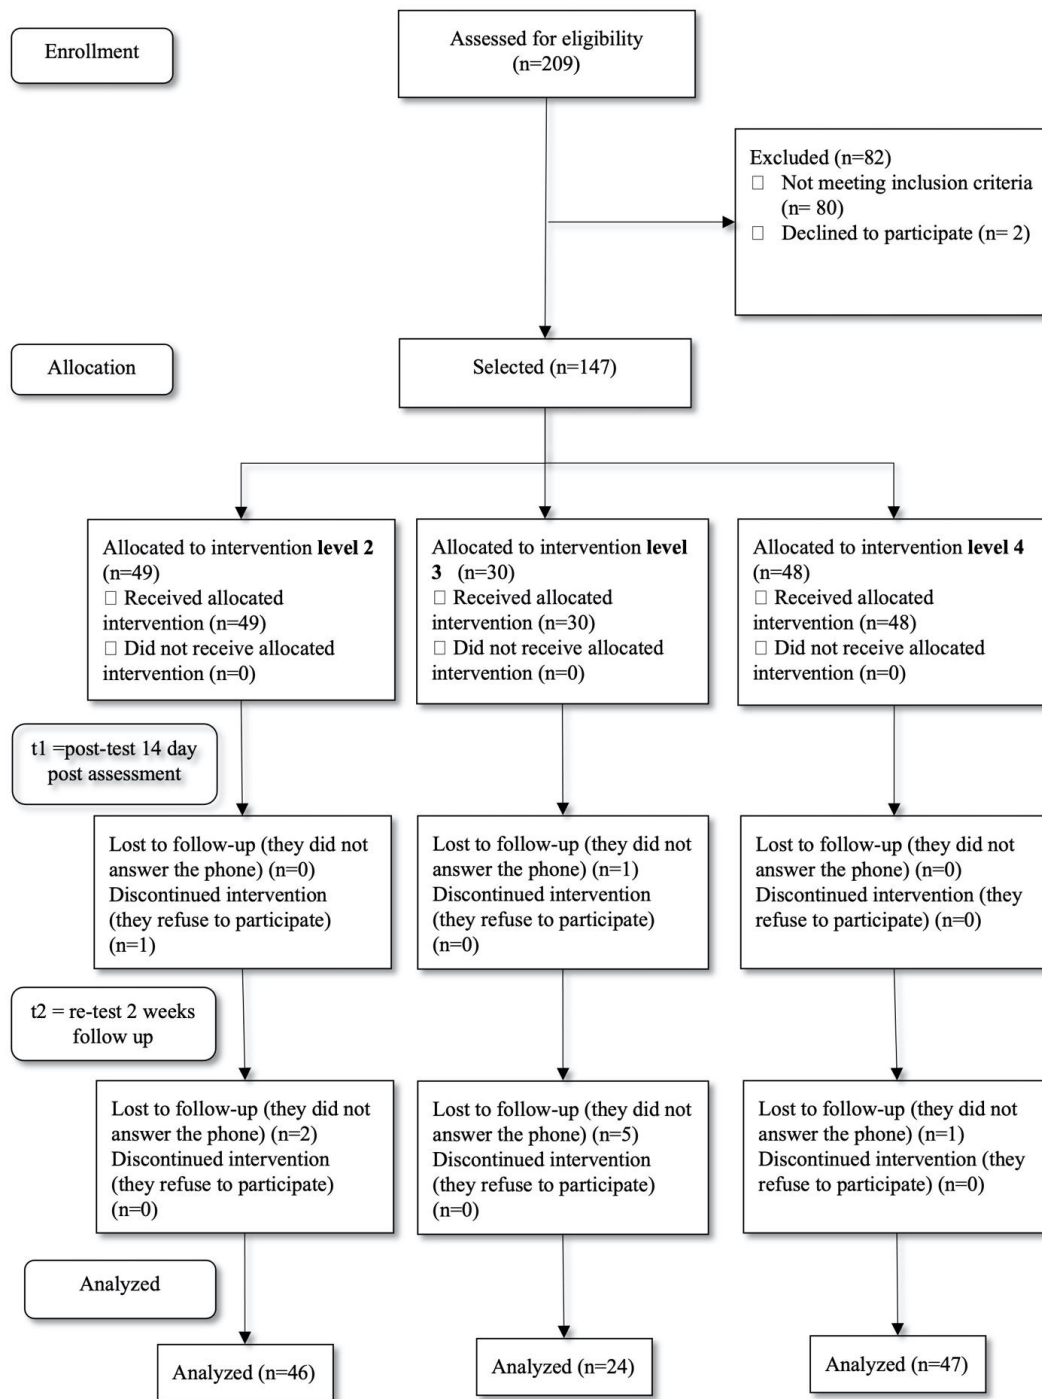 Enrollment
Assessed for eligibility
(n=209)
Excluded (n=82)
□ Not meeting inclusion criteria
(n= 80)
□ Declined to participate (n= 2)
Allocation
Selected (n=147)
Allocated to intervention level 2
(n=49)
□ Received allocated
intervention (n=49)
□ Did not receive allocated
intervention (n=0)
Allocated to intervention level
3 (n=30)
□ Received allocated
intervention (n=30)
□ Did not receive allocated
intervention (n=0)
Allocated to intervention level 4
(n=48)
□ Received allocated
intervention (n=48)
□ Did not receive allocated
intervention (n=0)
t1 =post-test 14 day
post assessment
Lost to follow-up (they did not
answer the phone) (n=0)
Discontinued intervention
(they refuse to participate)
(n=1)
Lost to follow-up (they did not
answer the phone) (n=1)
Discontinued intervention
(they refuse to participate)
(n=0)
Lost to follow-up (they did not
answer the phone) (n=0)
Discontinued intervention (they
refuse to participate) (n=0)
t2 = re-test 2 weeks
follow up
Lost to follow-up (they did not
answer the phone) (n=2)
Discontinued intervention
(they refuse to participate)
(n=0)
Lost to follow-up (they did not
answer the phone) (n=5)
Discontinued intervention
(they refuse to participate)
(n=0)
Lost to follow-up (they did not
answer the phone) (n=1)
Discontinued intervention (they
refuse to participate) (n=0)
Analyzed
Analyzed (n=46)
Analyzed (n=24)
Analyzed (n=47)